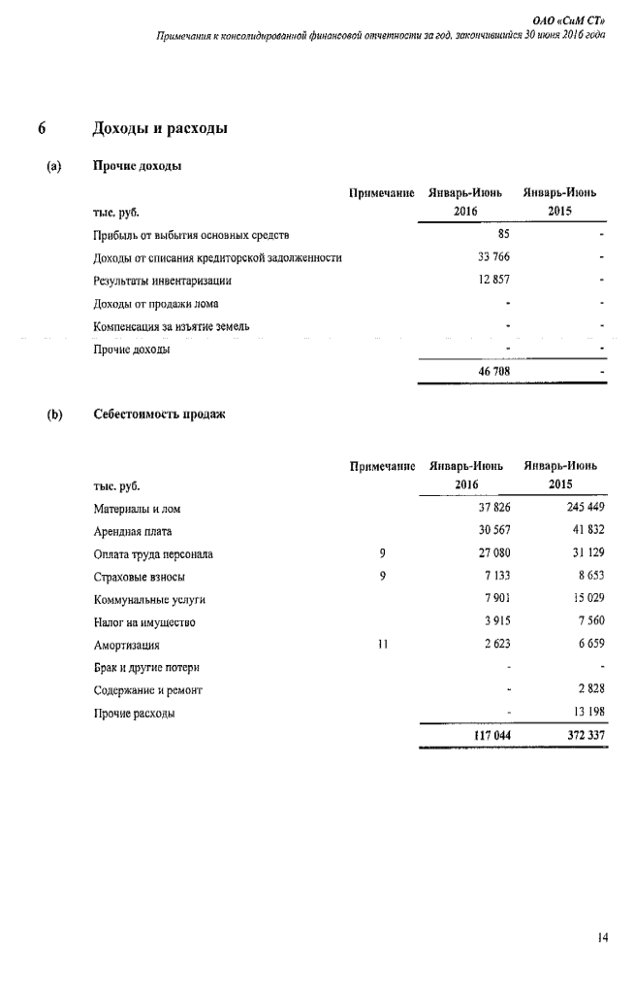 ОАО «СиМ СТ»
Примечания к консолидированной финансовой отчетности за год, закончившийся 30 июня 2016 года
6 Доходы и расходы
(a) Прочие доходы
Примечание Январь-Июнь Январь-Июнь
тыс. руб. 2016 2015
Прибыль от выбытия основных средств 85 -
Доходы от списания кредиторской задолженности 33 766 -
Результаты инвентаризации 12 857 -
Доходы от продажи лома - -
Компенсация за изъятие земель - -
Прочие доходы - -
46 708 -
(b) Себестоимость продаж
Примечание Январь-Июнь Январь-Июнь
тыс. руб. 2016 2015
Материалы и лом 37 826 245 449
Арендная плата 30 567 41 832
Оплата труда персонала 9 27 080 31 129
Страховые взносы 9 7 133 8 653
Коммунальные услуги 7 901 15 029
Налог на имущество 3 915 7 560
Амортизация 11 2 623 6 659
Брак и другие потери - -
Содержание и ремонт - 2 828
Прочие расходы - 13 198
117 044 372 337
14